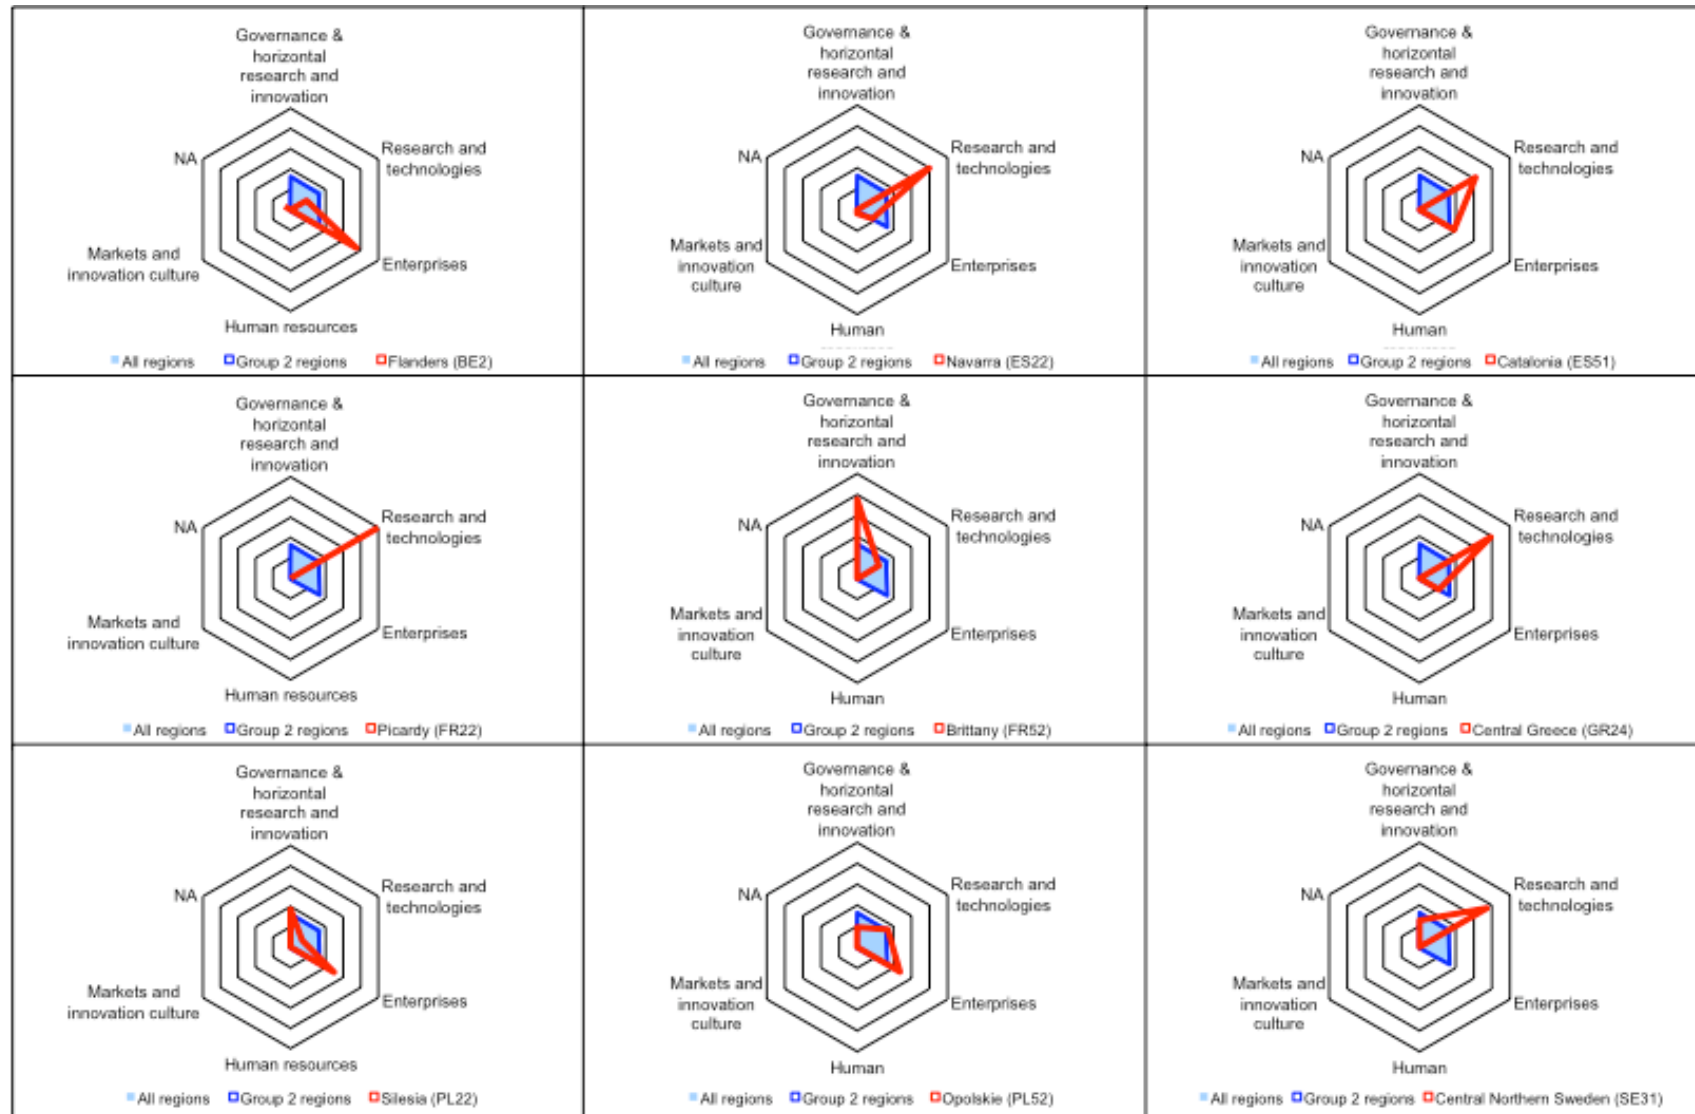 Governance &
horizontal
research and
innovation
NA
Research and
technologies
Markets and
innovation culture
Enterprises
Human resources
All regions Group 2 regions Flanders (BE2)
Governance &
horizontal
research and
innovation
NA
Research and
technologies
Markets and
innovation
culture
Enterprises
Human
All regions Group 2 regions Navarra (ES22)
Governance &
horizontal
research and
innovation
NA
Research and
technologies
Markets and
innovation
culture
Enterprises
Human
All regions Group 2 regions Catalonia (ES51)
Governance &
horizontal
research and
innovation
NA
Research and
technologies
Markets and
innovation culture
Enterprises
Human resources
All regions Group 2 regions Picardy (FR22)
Governance &
horizontal
research and
innovation
NA
Research and
technologies
Markets and
innovation
culture
Enterprises
Human
All regions Group 2 regions Brittany (FR52)
Governance &
horizontal
research and
innovation
NA
Research and
technologies
Markets and
innovation
culture
Enterprises
Human
All regions Group 2 regions Central Greece (GR24)
Governance &
horizontal
research and
innovation
NA
Research and
technologies
Markets and
innovation culture
Enterprises
Human resources
All regions Group 2 regions Silesia (PL22)
Governance &
horizontal
research and
innovation
NA
Research and
technologies
Markets and
innovation
culture
Enterprises
Human
All regions Group 2 regions Opolskie (PL52)
Governance &
horizontal
research and
innovation
NA
Research and
technologies
Markets and
innovation
culture
Enterprises
Human
All regions Group 2 regions Central Northern Sweden (SE31)